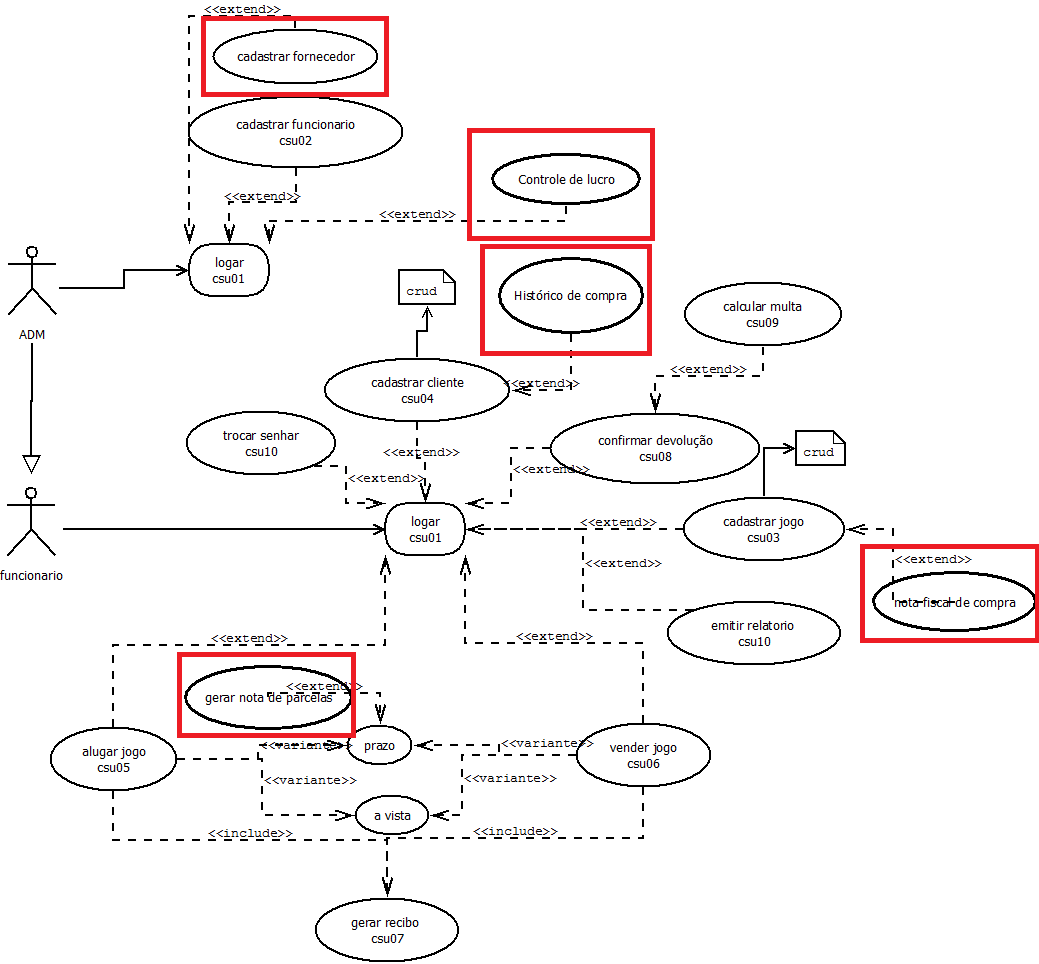 <<extend>>
cadastrar fornecedor
cadastrar funcionario
csu02
<<extend>>
Controle de lucro
<<extend>>
logar
csu01
ADM
crud
Histórico de compra
calcular multa
csu09
<<extend>>
cadastrar cliente
csu04
<<extend>>
trocar senhar
csu10
<<extend>>
confirmar devolução
csu08
<<extend>>
<<extend>>
crud
logar
csu01
<<extend>>
cadastrar jogo
csu03
funcionario
<<extend>>
<<extend>>
nota fiscal de compra
emitir relatorio
csu10
<<extend>>
<<extend>>
<<extend>>
gerar nota de parcelas
alugar jogo
csu05
<<variante>>
prazo
<<variante>>
vender jogo
csu06
<<variante>>
<<variante>>
a vista
<<include>>
<<include>>
gerar recibo
csu07